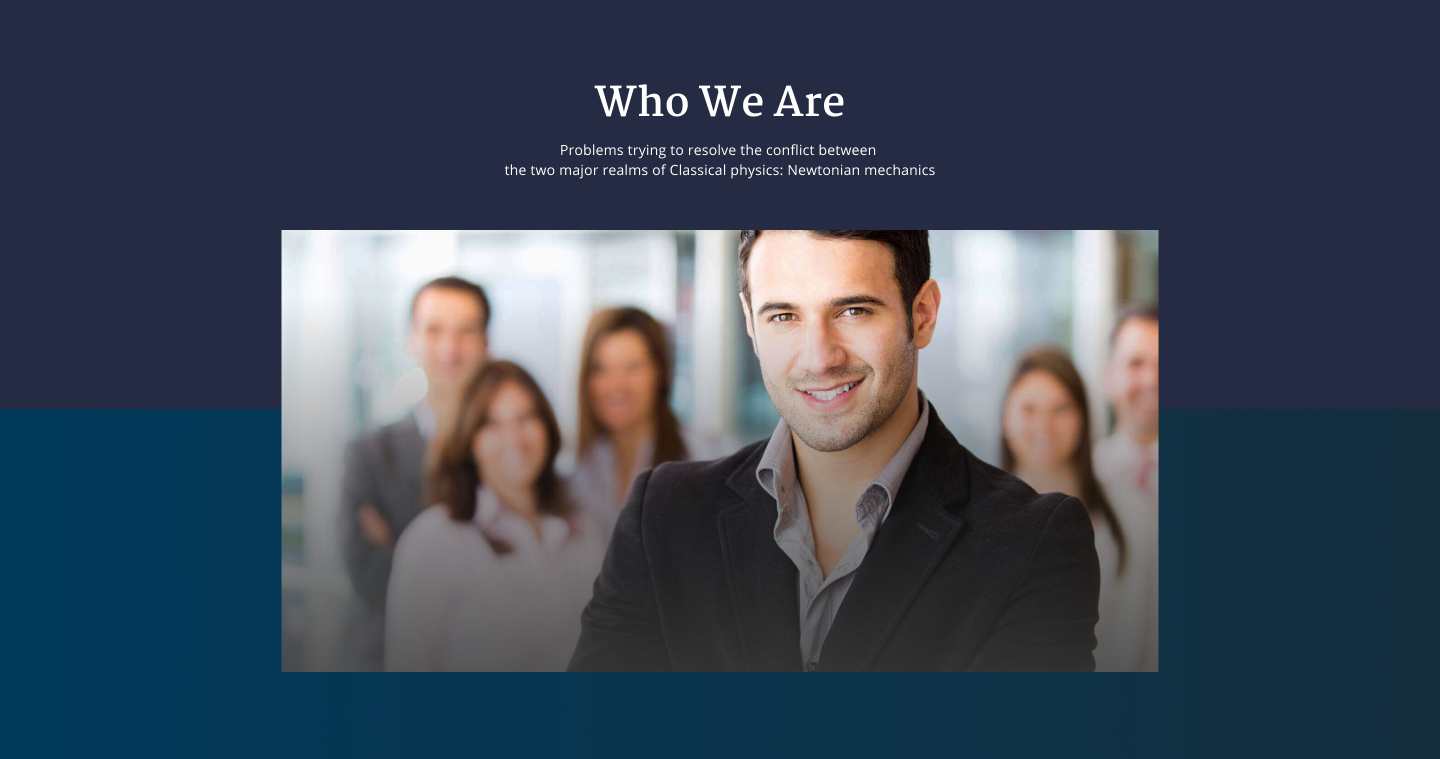 Who We Are
Problems trying to resolve the conflict between
the two major realms of Classical physics: Newtonian mechanics